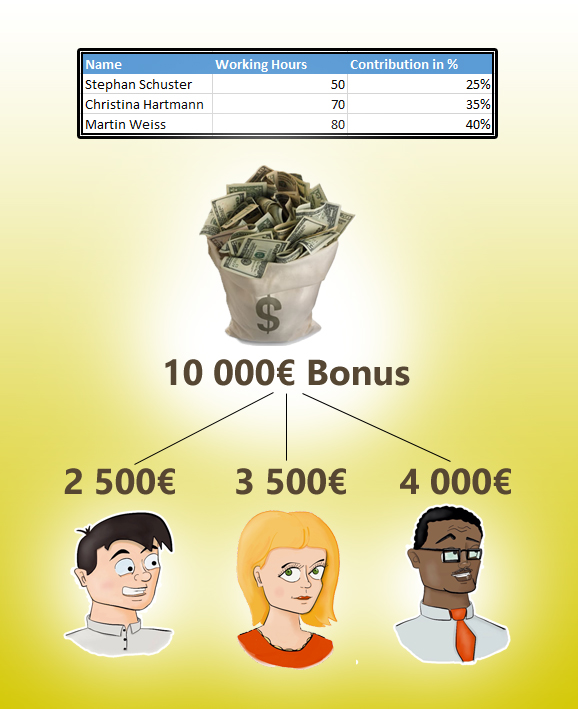 Name Working Hours Contribution in %
Stephan Schuster 50 25%
Christina Hartmann 70 35%
Martin Weiss 80 40%
$
10 000€ Bonus
2 500€ 3 500€ 4 000€